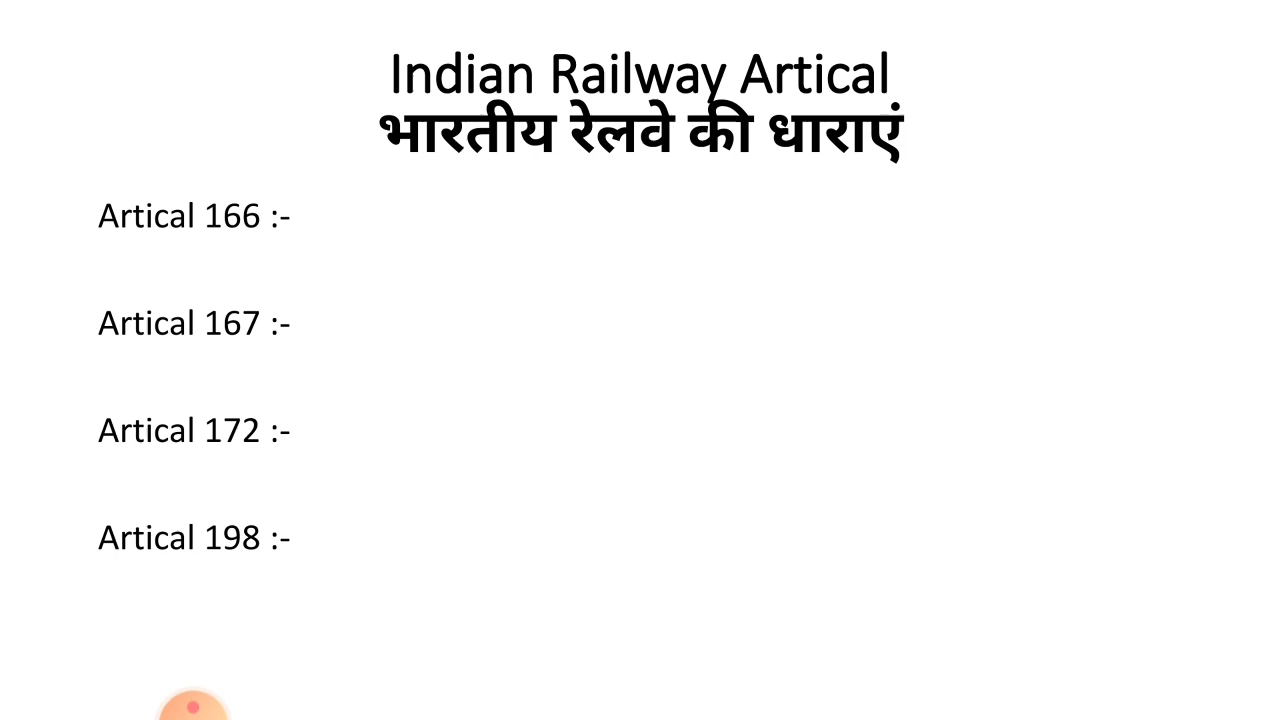 Indian Railway Artical
भारतीय रेलवे की धाराएं
Artical 166 :-
Artical 167 :-
Artical 172 :-
Artical 198 :-